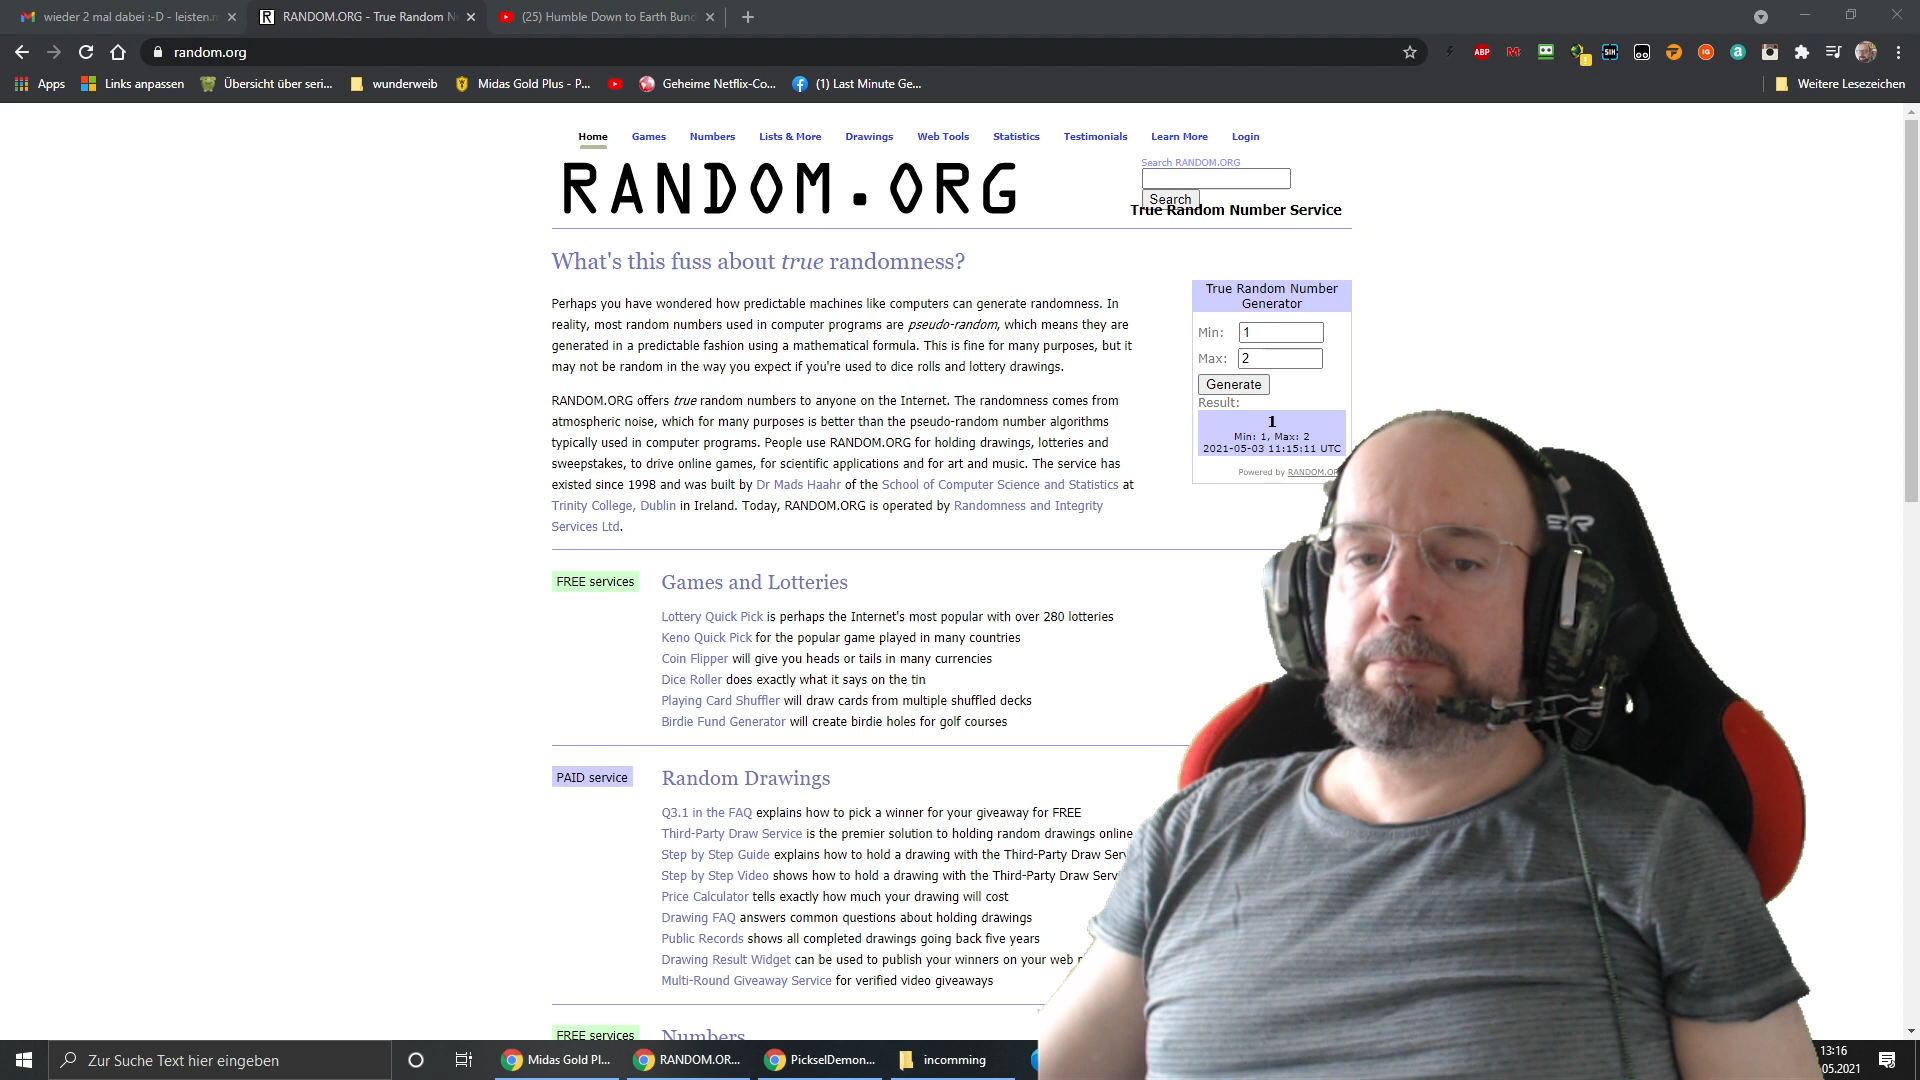 wieder 2 mal dabei :-D - leisten.m
RANDOM.ORG - True Random N
(25) Humble Down to Earth Bund
random.org
Apps
Links anpassen
Übersicht über seri...
wunderweib
Midas Gold Plus - P...
Geheime Netflix-Co...
(1) Last Minute Ge...
Weitere Lesezeichen
Home Games Numbers Lists & More Drawings Web Tools Statistics Testimonials Learn More Login
RANDOM.ORG
Search RANDOM.ORG
Search
True Random Number Service
What's this fuss about true randomness?
Perhaps you have wondered how predictable machines like computers can generate randomness. In
reality, most random numbers used in computer programs are pseudo-random, which means they are
generated in a predictable fashion using a mathematical formula. This is fine for many purposes, but it
may not be random in the way you expect if you're used to dice rolls and lottery drawings.
RANDOM.ORG offers true random numbers to anyone on the Internet. The randomness comes from
atmospheric noise, which for many purposes is better than the pseudo-random number algorithms
typically used in computer programs. People use RANDOM.ORG for holding drawings, lotteries and
sweepstakes, to drive online games, for scientific applications and for art and music. The service has
existed since 1998 and was built by Dr Mads Haahr of the School of Computer Science and Statistics at
Trinity College, Dublin in Ireland. Today, RANDOM.ORG is operated by Randomness and Integrity
Services Ltd.
True Random Number
Generator
Min: 1
Max: 2
Generate
Result:
1
Min: 1, Max: 2
2021-05-03 11:15:11 UTC
Powered by RANDOM.OR
FREE services
Games and Lotteries
Lottery Quick Pick is perhaps the Internet's most popular with over 280 lotteries
Keno Quick Pick for the popular game played in many countries
Coin Flipper will give you heads or tails in many currencies
Dice Roller does exactly what it says on the tin
Playing Card Shuffler will draw cards from multiple shuffled decks
Birdie Fund Generator will create birdie holes for golf courses
PAID service
Random Drawings
Q3.1 in the FAQ explains how to pick a winner for your giveaway for FREE
Third-Party Draw Service is the premier solution to holding random drawings online
Step by Step Guide explains how to hold a drawing with the Third-Party Draw Serv
Step by Step Video shows how to hold a drawing with the Third-Party Draw Servi
Price Calculator tells exactly how much your drawing will cost
Drawing FAQ answers common questions about holding drawings
Public Records shows all completed drawings going back five years
Drawing Result Widget can be used to publish your winners on your web
Multi-Round Giveaway Service for verified video giveaways
FREE services
Numbers
Zur Suche Text hier eingeben
Midas Gold Pl...
RANDOM.OR...
PickselDemon...
incomming
13:16
.05.2021